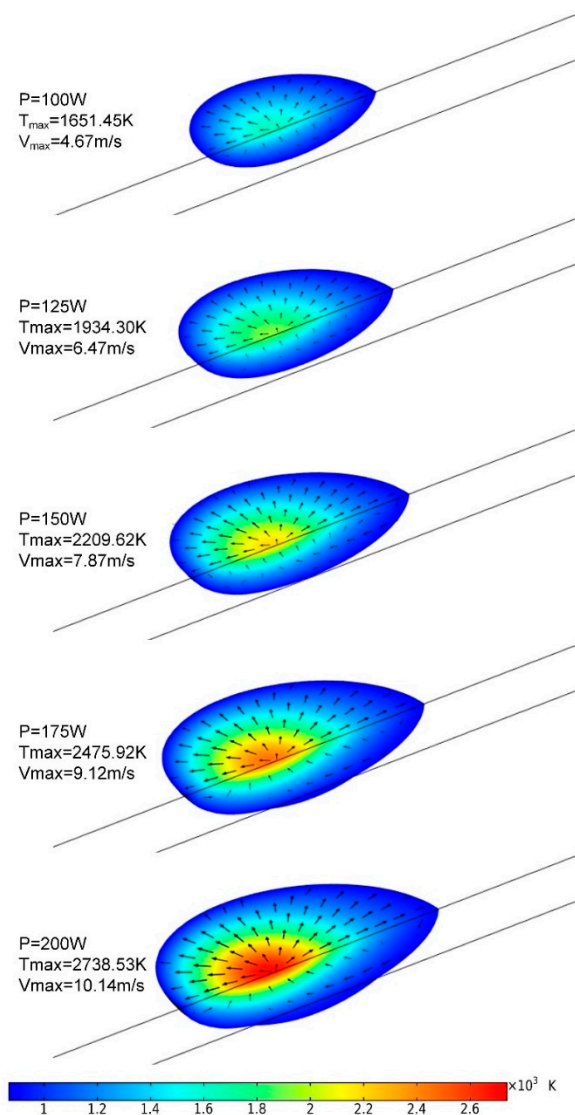 P=100W
Tmax=1651.45K
Vmax=4.67m/s
P=125W
Tmax=1934.30K
Vmax=6.47m/s
P=150W
Tmax=2209.62K
Vmax=7.87m/s
P=175W
Tmax=2475.92K
Vmax=9.12m/s
P=200W
Tmax=2738.53K
Vmax=10.14m/s
×10³ K
1 1.2 1.4 1.6 1.8 2 2.2 2.4 2.6